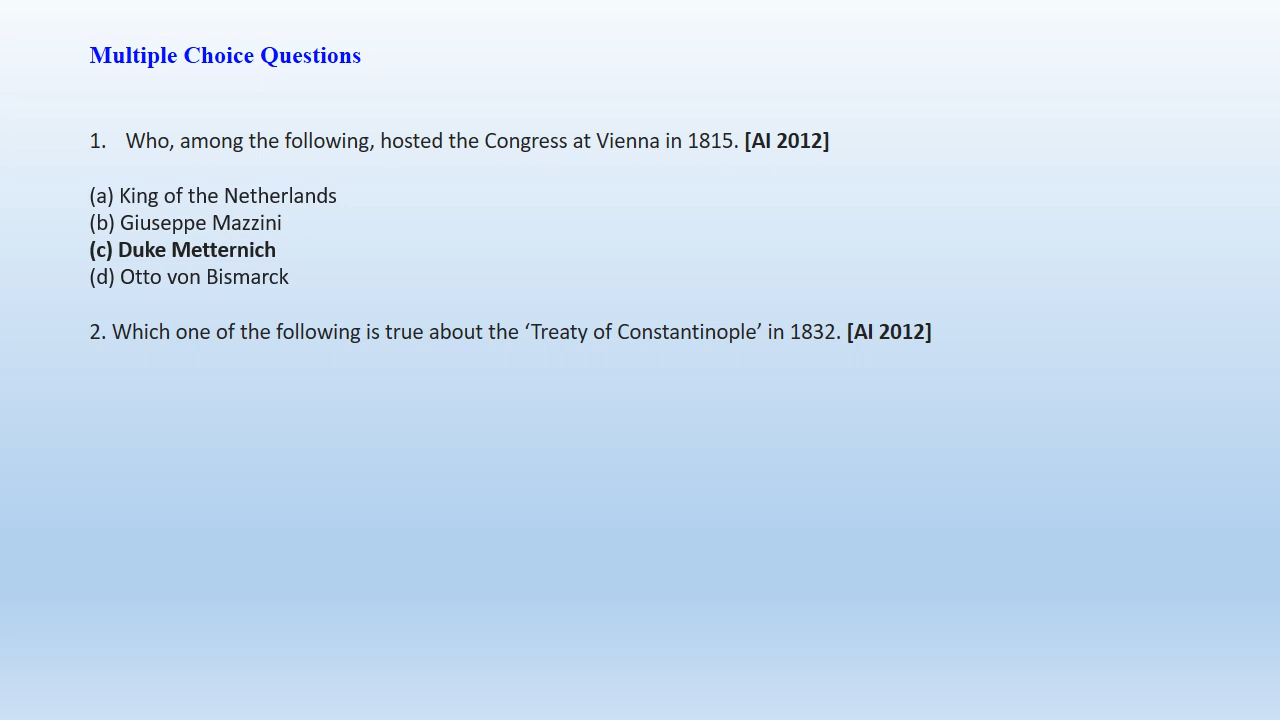 Multiple Choice Questions
1. Who, among the following, hosted the Congress at Vienna in 1815. [AI 2012]
(a) King of the Netherlands
(b) Giuseppe Mazzini
(c) Duke Metternich
(d) Otto von Bismarck
2. Which one of the following is true about the ‘Treaty of Constantinople’ in 1832. [AI 2012]